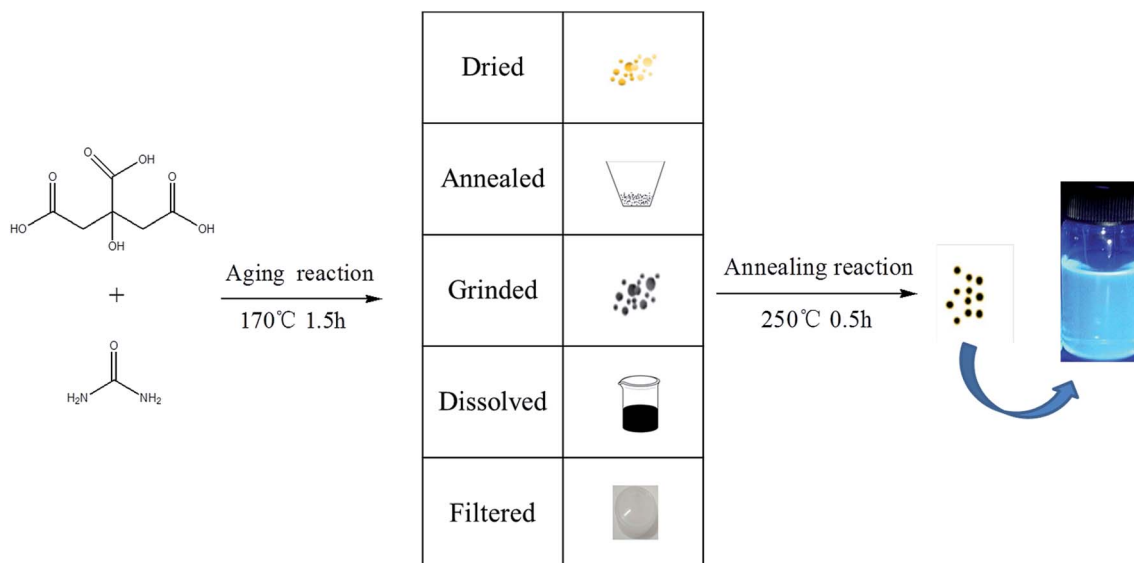 O
OH
O
O
HO
OH
OH
+
O
H₂N
NH₂
Aging reaction
170℃ 1.5h
Dried
Annealed
Grinded
Dissolved
Filtered
Annealing reaction
250℃ 0.5h